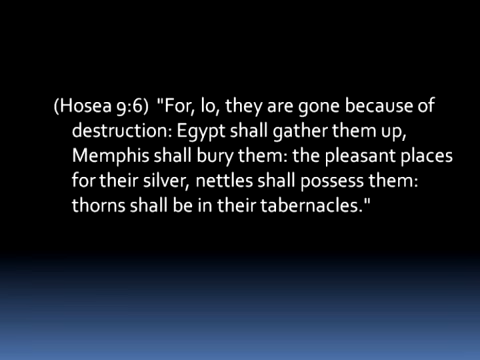 (Hosea 9:6) "For, lo, they are gone because of
destruction: Egypt shall gather them up,
Memphis shall bury them: the pleasant places
for their silver, nettles shall possess them:
thorns shall be in their tabernacles."